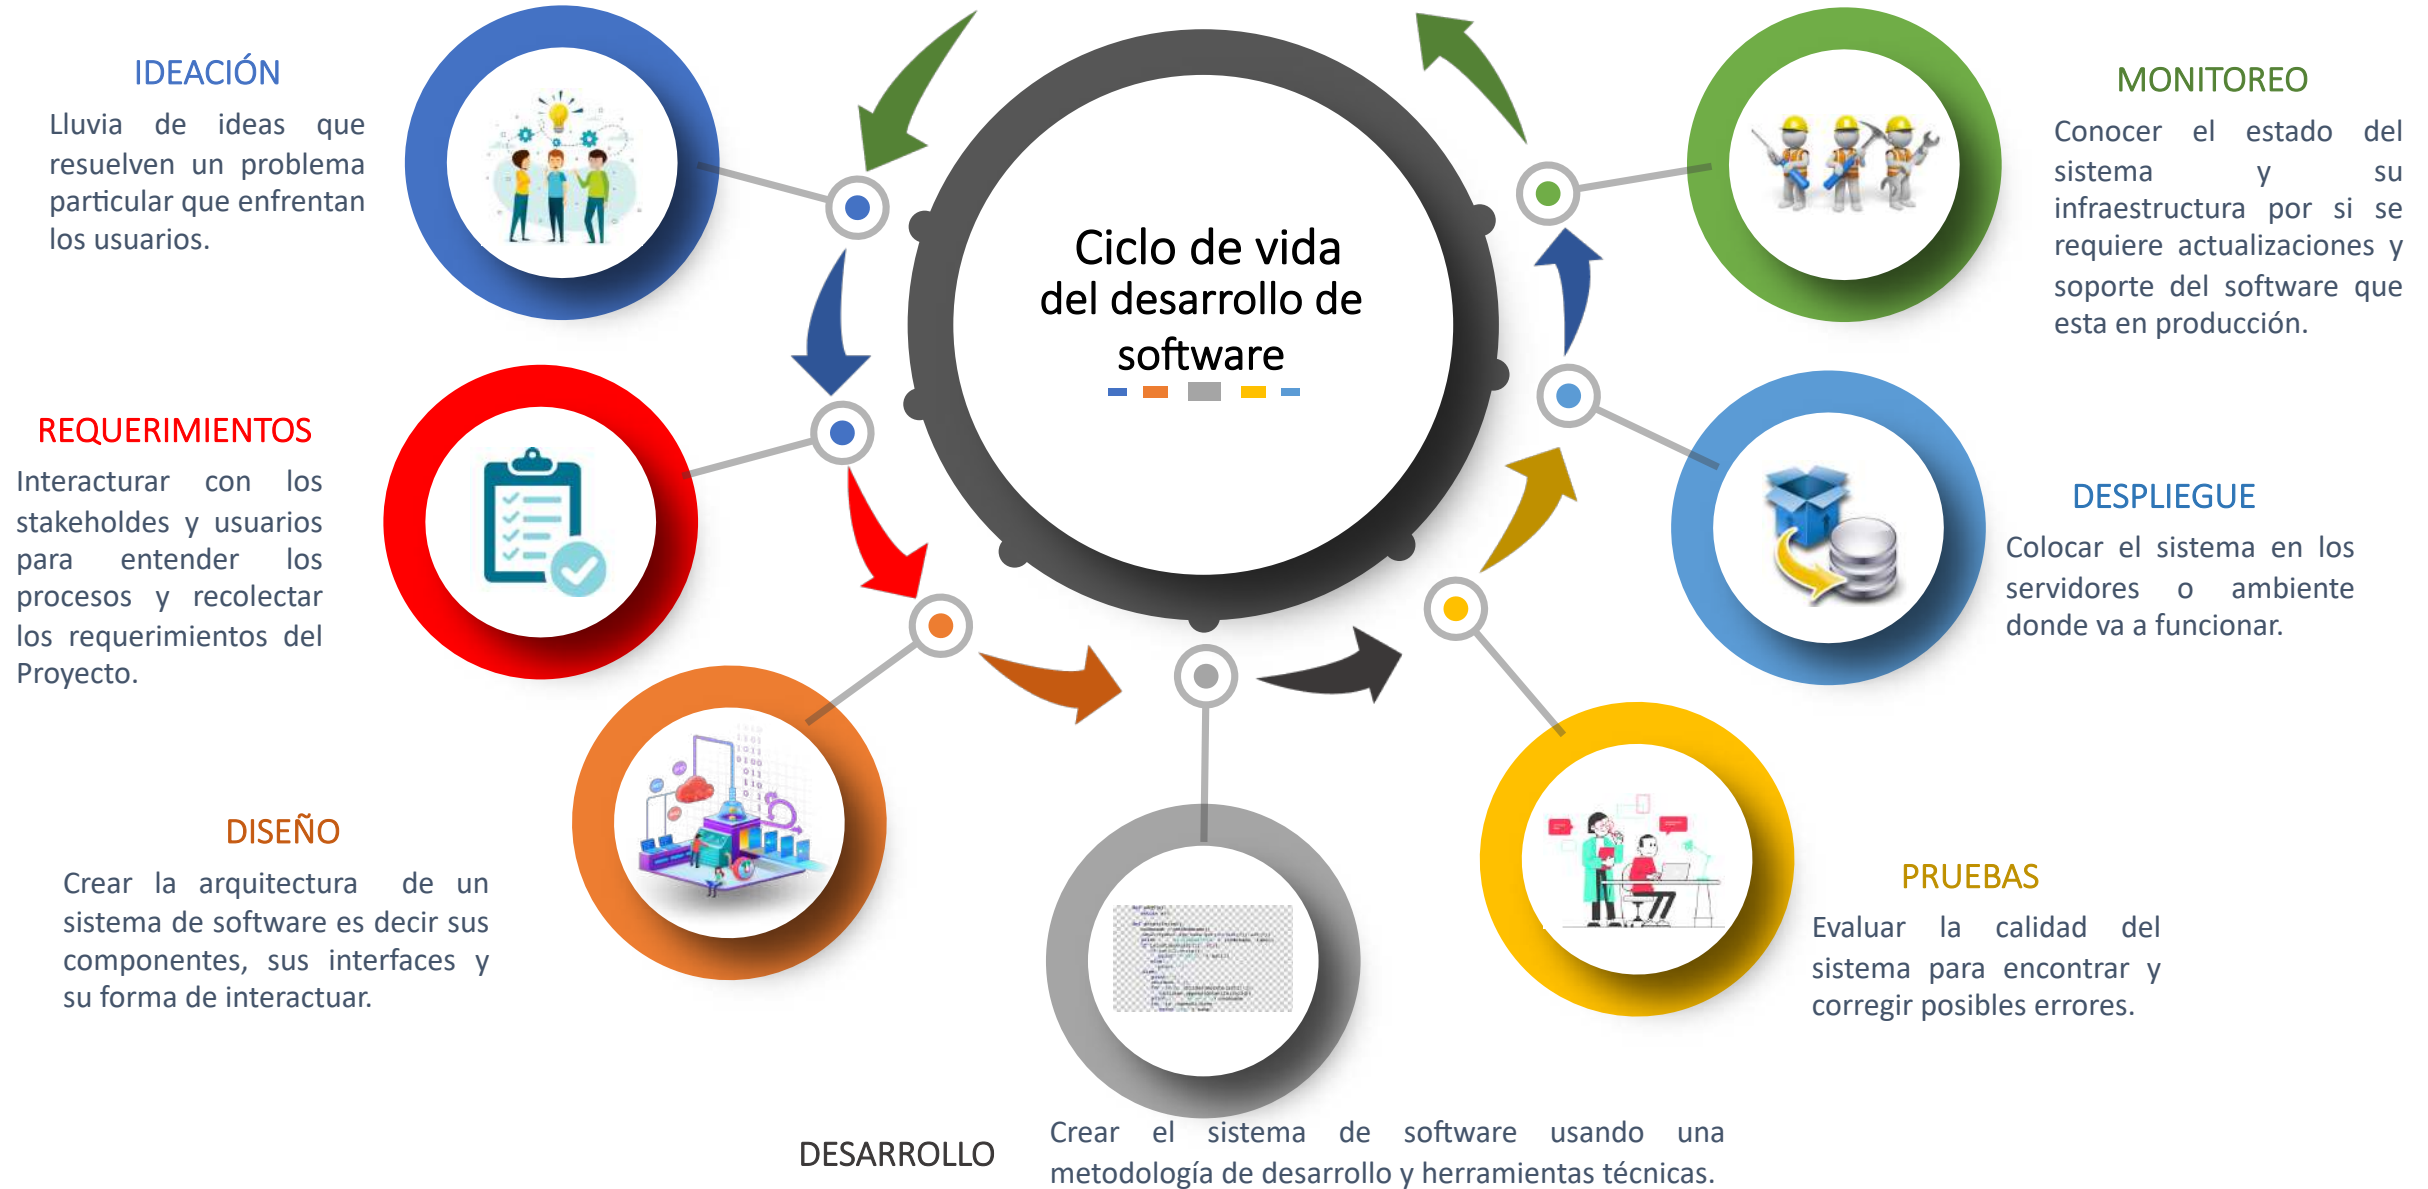 Ciclo de vida
del desarrollo de
software
IDEACIÓN
Lluvia de ideas que
resuelven un problema
particular que enfrentan
los usuarios.
REQUERIMIENTOS
Interacturar con los
stakeholdes y usuarios
para entender los
procesos y recolectar
los requerimientos del
Proyecto.
DISEÑO
Crear la arquitectura de un
sistema de software es decir sus
componentes, sus interfaces y
su forma de interactuar.
DESARROLLO
Crear el sistema de software usando una
metodología de desarrollo y herramientas técnicas.
PRUEBAS
Evaluar la calidad del
sistema para encontrar y
corregir posibles errores.
DESPLIEGUE
Colocar el sistema en los
servidores o ambiente
donde va a funcionar.
MONITOREO
Conocer el estado del
sistema y su
infraestructura por si se
requiere actualizaciones y
soporte del software que
esta en producción.